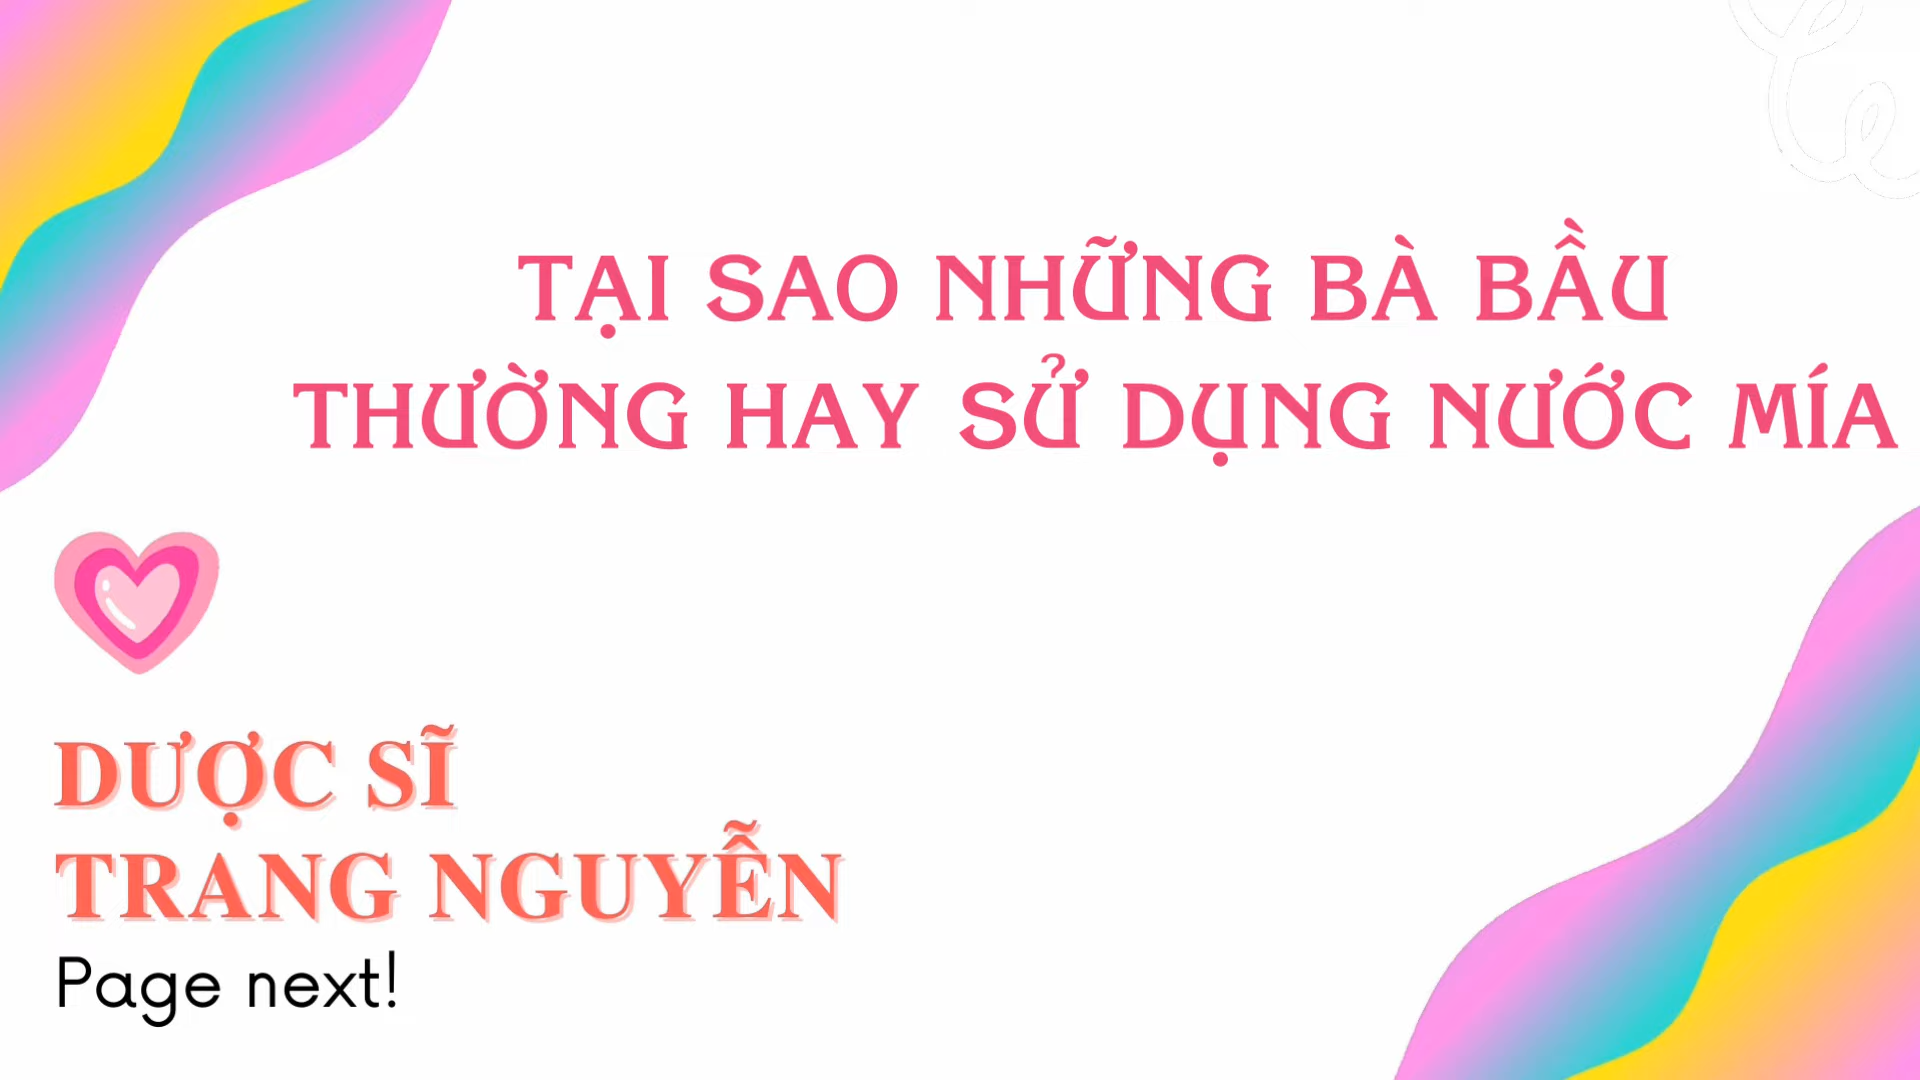 TẠI SAO NHỮNG BÀ BẦU
THƯỜNG HAY SỬ DỤNG NƯỚC MÍA
DƯỢC SĨ
TRANG NGUYỄN
Page next!